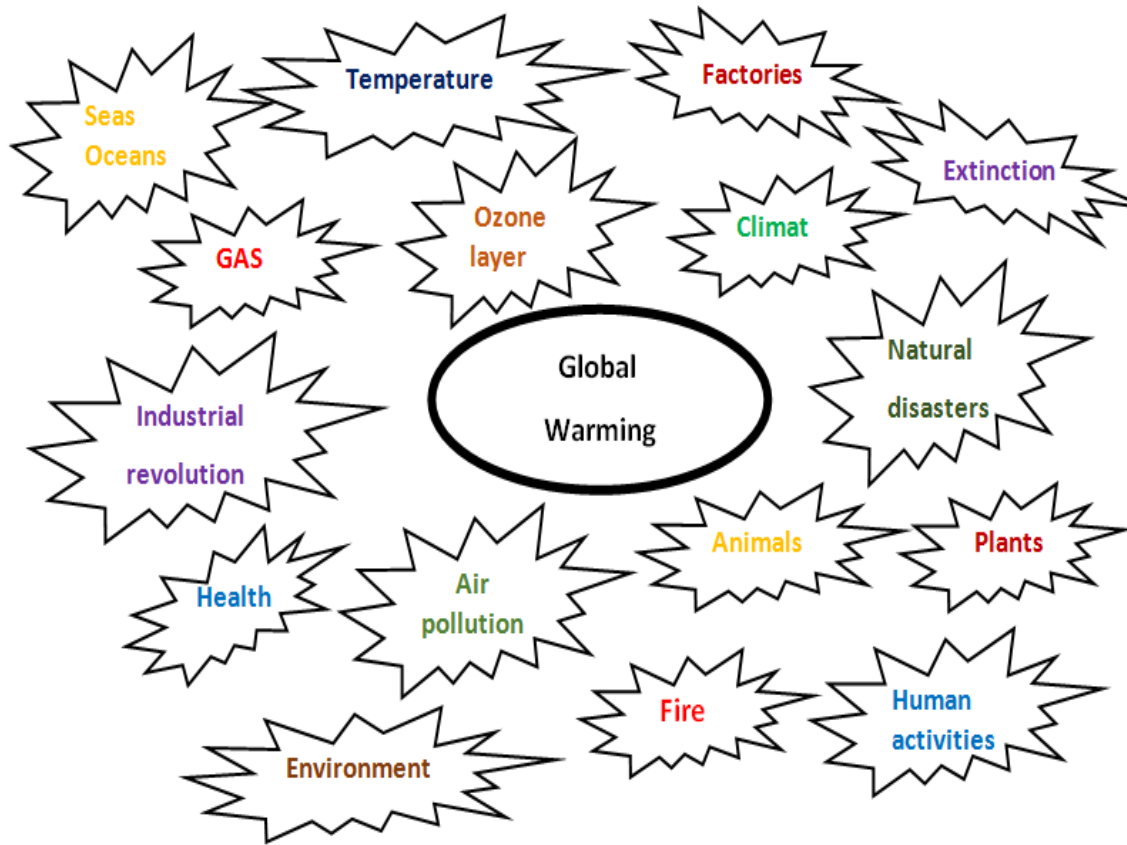 Temperature
Factories
Seas
Oceans
Extinction
Ozone
layer
Climat
GAS
Global
Warming
Natural
disasters
Industrial
revolution
Animals
Plants
Health
Air
pollution
Fire
Human
activities
Environment